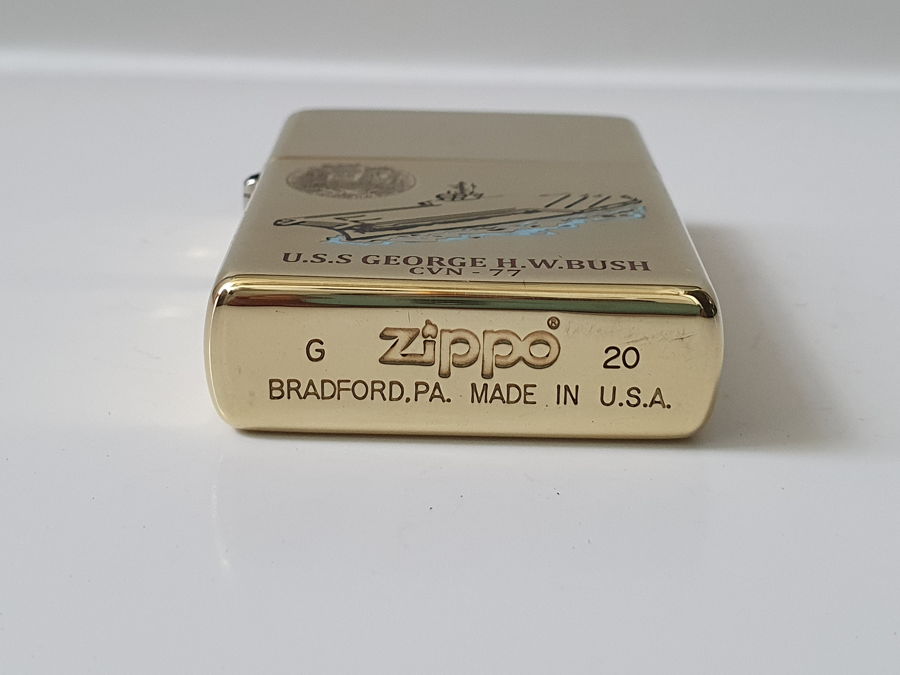 U.S.S GEORGE H.W.BUSH
CVN - 77
G zippo® 20
BRADFORD,PA. MADE IN U.S.A.